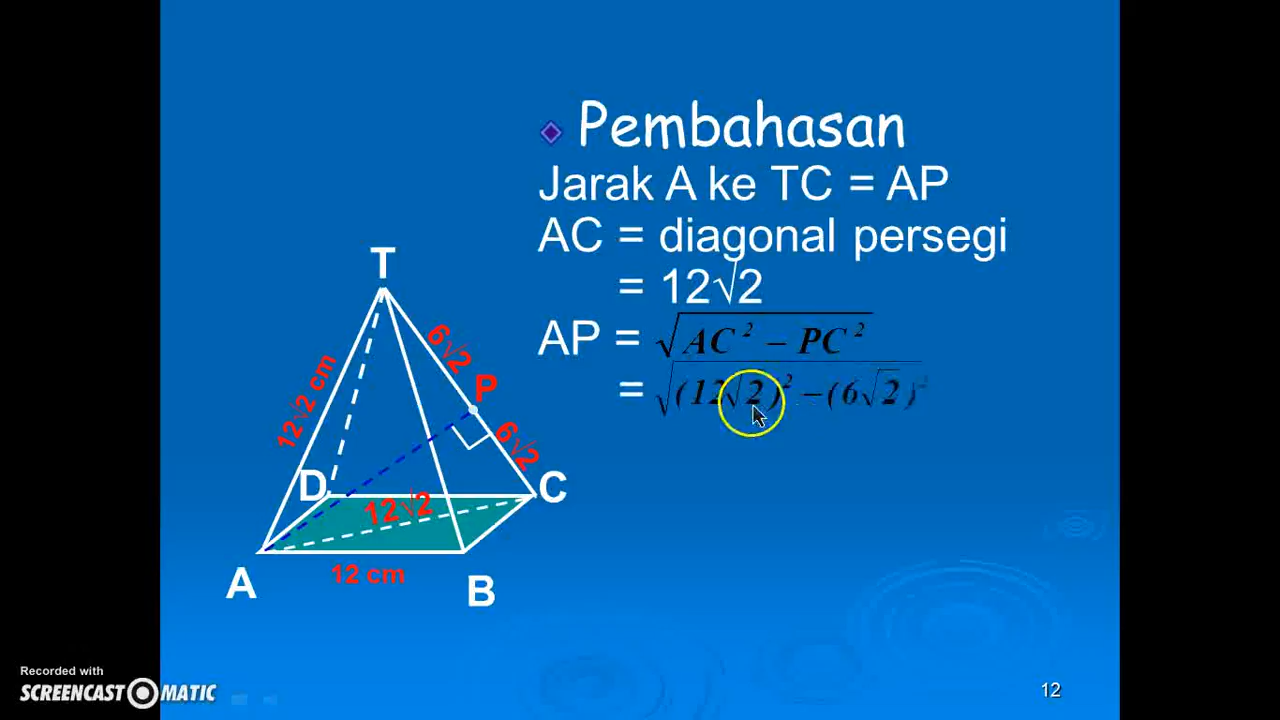 Pembahasan
Jarak A ke TC = AP
AC = diagonal persegi
= 12√2
AP = √AC² – PC²
= √(12√2)² –(6√2)²
T
6√2
P
12√2 cm
6√2
D
C
12√2
A
12 cm
B
Recorded with
SCREENCAST MATIC
12